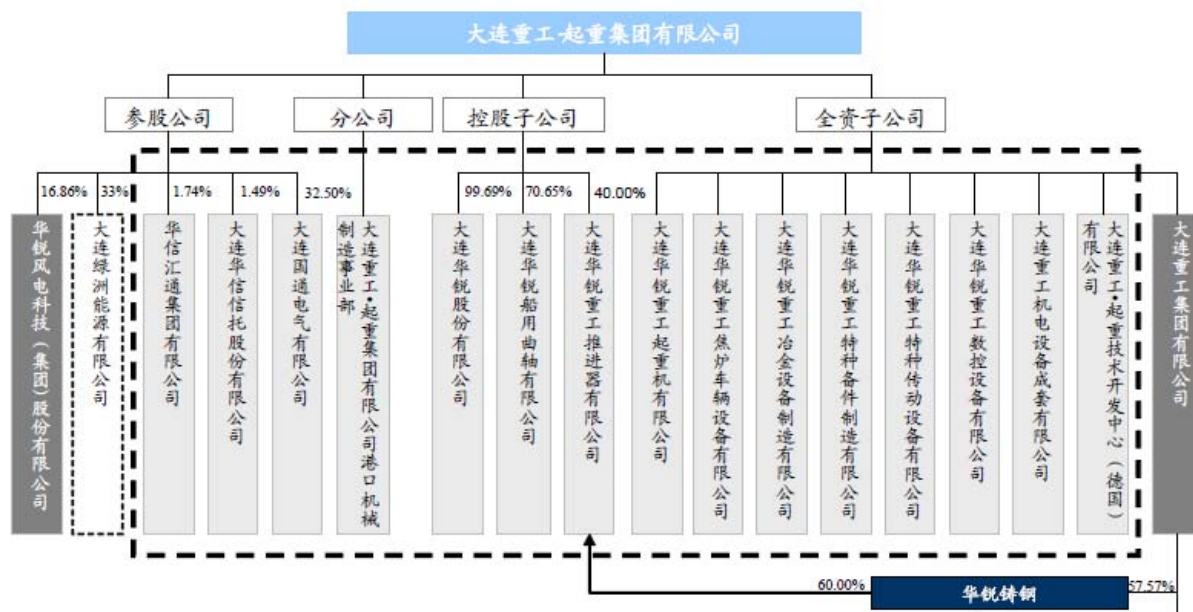 大连重工·起重集团有限公司
参股公司
分公司
控股子公司
全资子公司
16.86%
33%
1.74%
1.49%
32.50%
99.69%
70.65%
40.00%
华锐风电科技（集团）股份有限公司
大连绿洲能源有限公司
华信汇通集团有限公司
大连华信信托股份有限公司
大连国通电气有限公司
大连重工·起重集团有限公司港口机械
制造事业部
大连华锐股份有限公司
大连华锐船用曲轴有限公司
大连华锐重工推进器有限公司
大连华锐重工起重机有限公司
大连华锐重工焦炉车辆设备有限公司
大连华锐重工冶金设备制造有限公司
大连华锐重工特种备件制造有限公司
大连华锐重工特种传动设备有限公司
大连华锐重工数控设备有限公司
大连重工机电设备成套有限公司
大连重工·起重技术开发中心（德国）
有限公司
大连重工集团有限公司
60.00%
华锐铸钢
57.57%